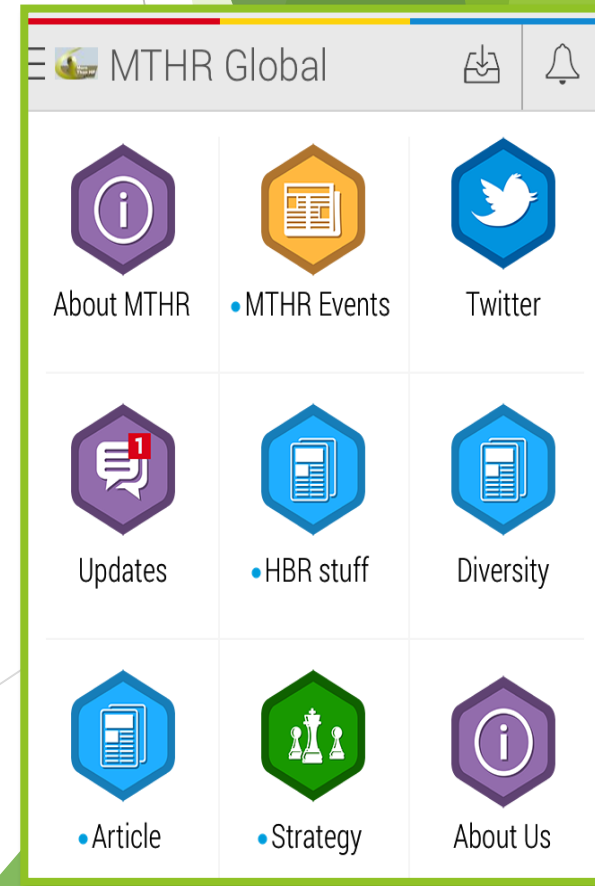 MTHR Global
About MTHR
•MTHR Events
Twitter
1
Updates
•HBR stuff
Diversity
•Article
•Strategy
About Us